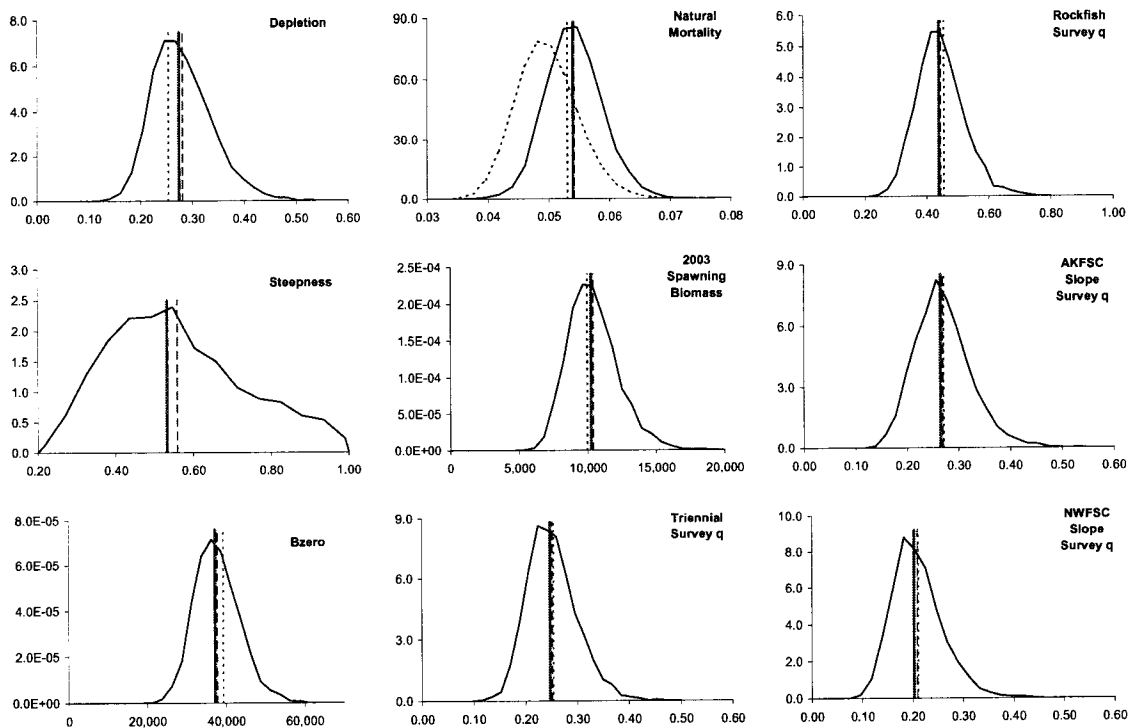 Depletion
8.0
6.0
4.0
2.0
0.0
0.00 0.10 0.20 0.30 0.40 0.50 0.60
Natural
Mortality
90.0
60.0
30.0
0.0
0.03 0.04 0.05 0.06 0.07 0.08
Rockfish
Survey q
6.0
5.0
4.0
3.0
2.0
1.0
0.0
0.00 0.20 0.40 0.60 0.80 1.00
Steepness
3.0
2.5
2.0
1.5
1.0
0.5
0.0
0.20 0.40 0.60 0.80 1.00
2003
Spawning
Biomass
2.5E-04
2.0E-04
1.5E-04
1.0E-04
5.0E-05
0.0E+00
0 5,000 10,000 15,000 20,000
AKFSC
Slope
Survey q
9.0
6.0
3.0
0.0
0.00 0.10 0.20 0.30 0.40 0.50 0.60
Bzero
8.0E-05
6.0E-05
4.0E-05
2.0E-05
0.0E+00
0 20,000 40,000 60,000
Triennial
Survey q
9.0
6.0
3.0
0.0
0.00 0.10 0.20 0.30 0.40 0.50 0.60
NWFSC
Slope
Survey q
10.0
8.0
6.0
4.0
2.0
0.0
0.00 0.10 0.20 0.30 0.40 0.50 0.60